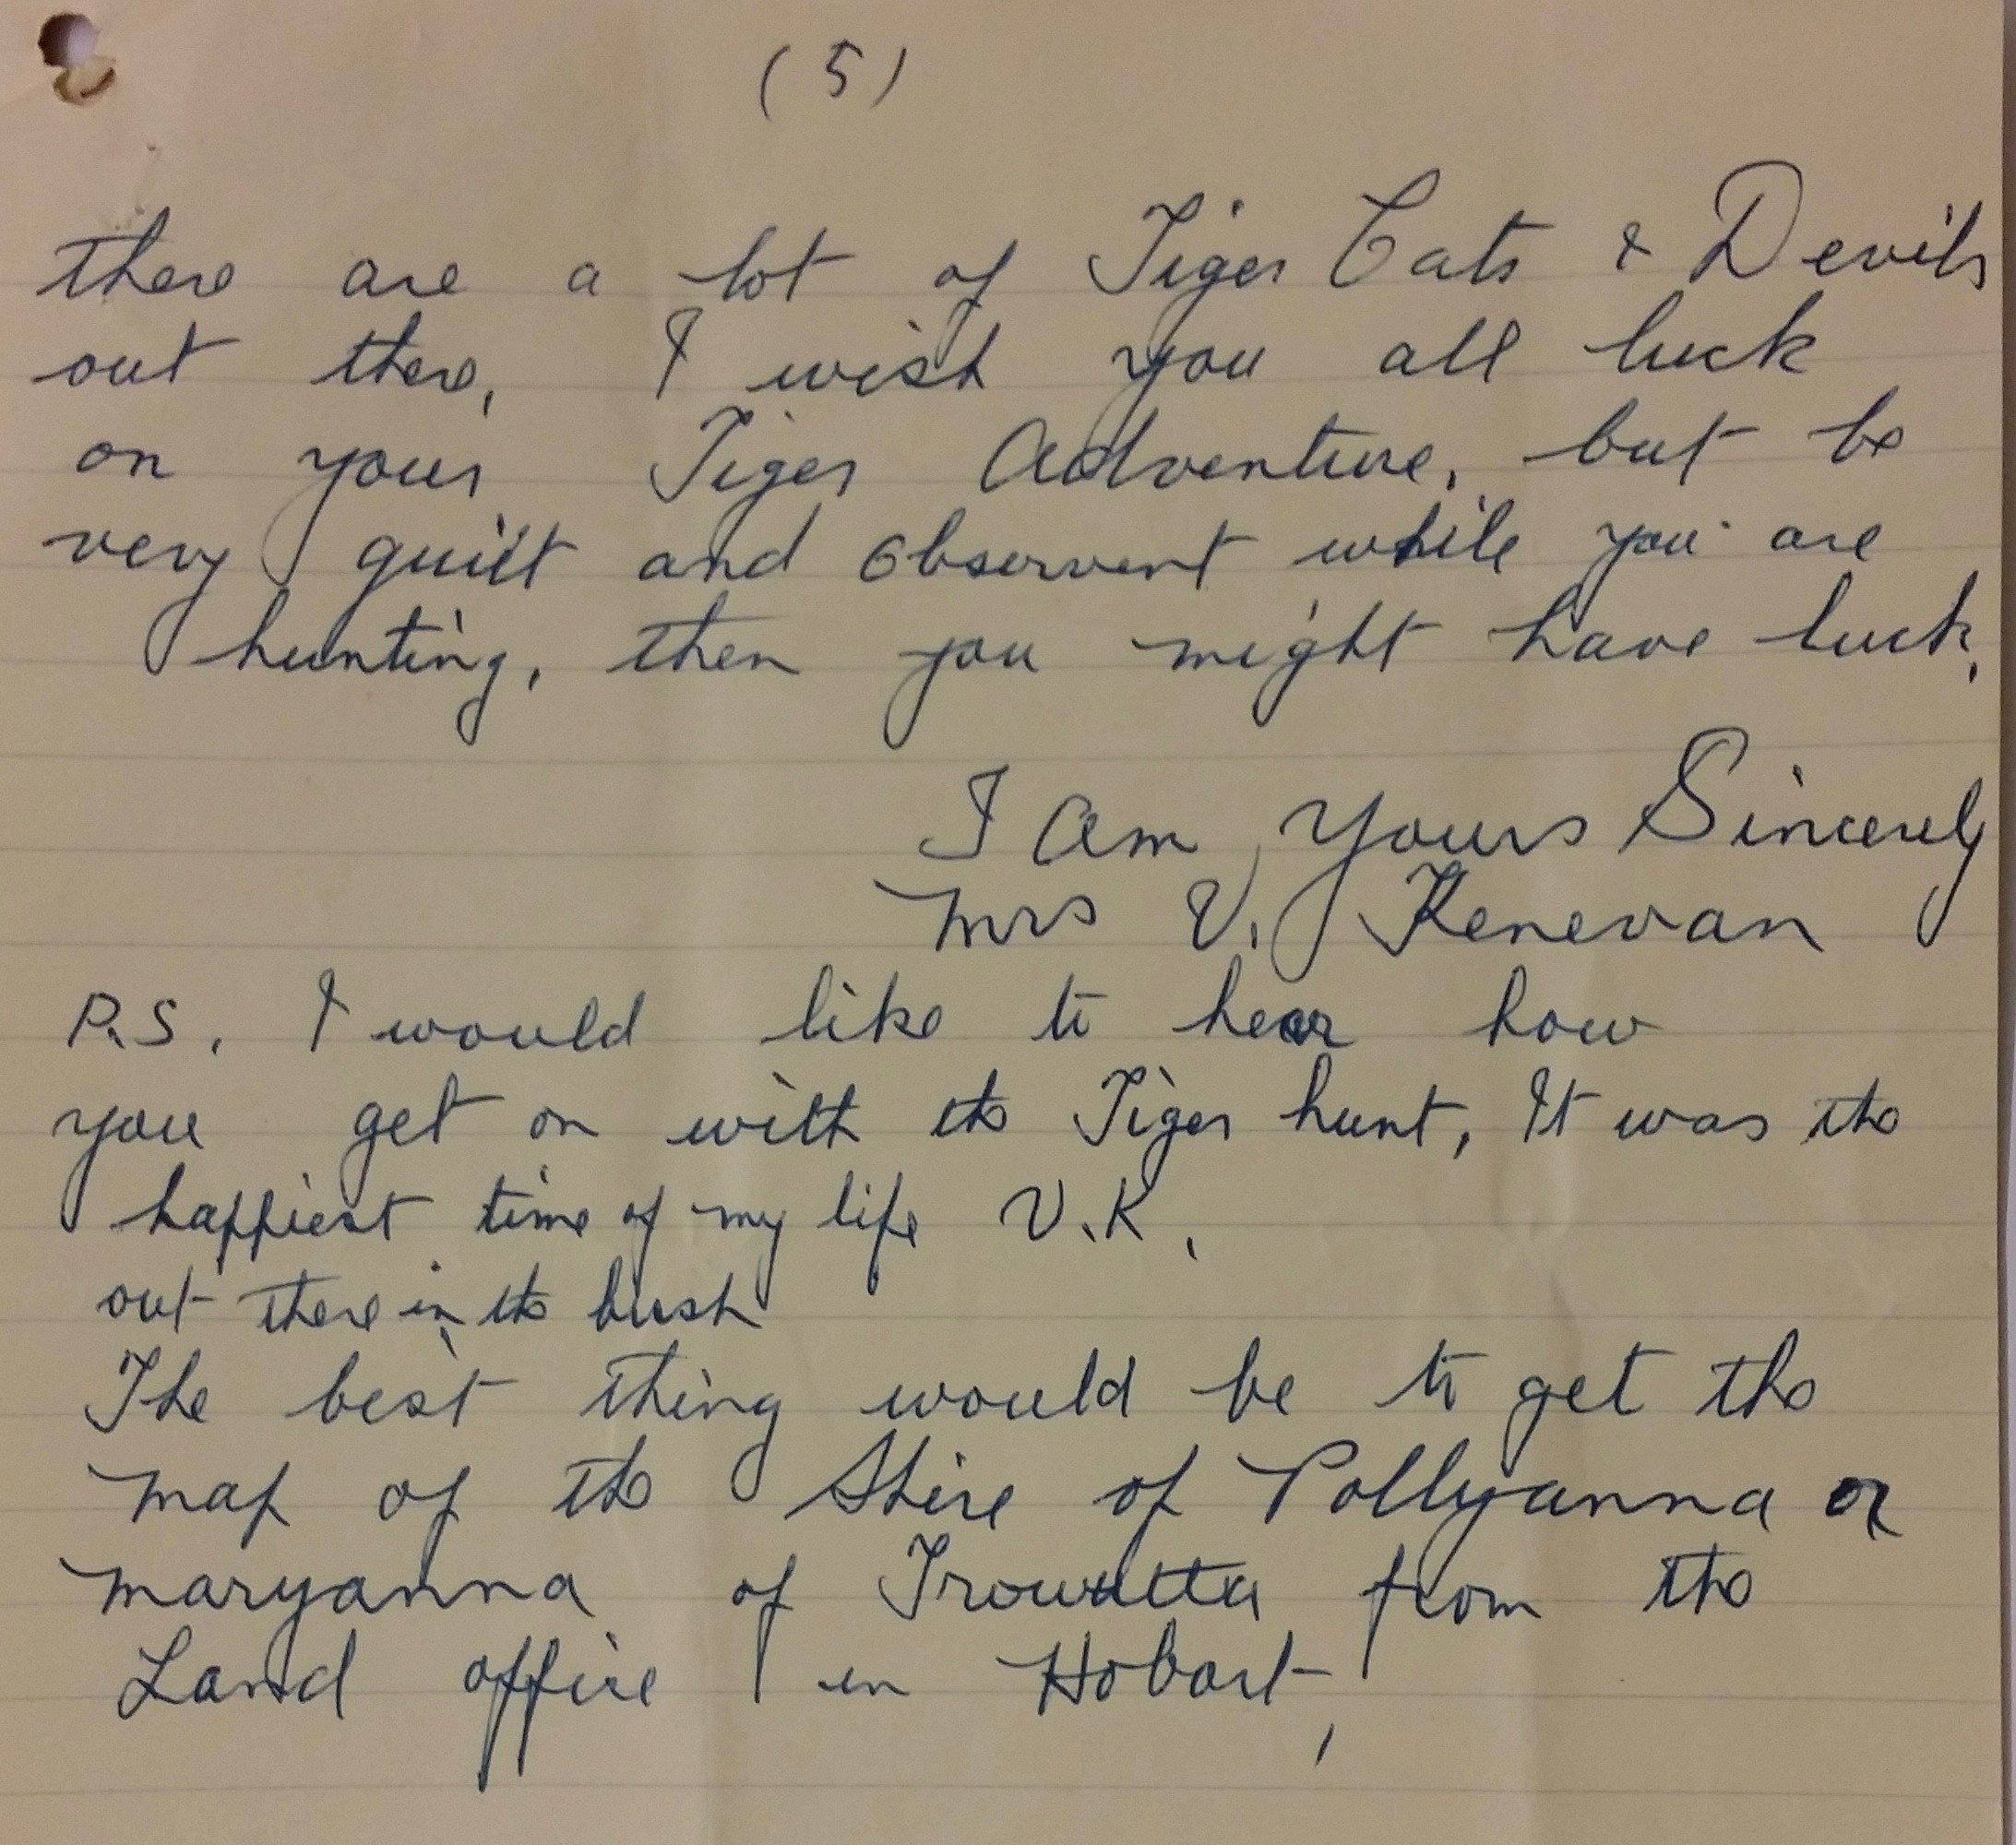 (5)
there are a lot of Tiger Cats & Devils
out there, I wish you all luck
on your Tiger Adventure, but be
very quiit and Observent while you are
hunting, then you might have luck,
I Am Yours Sincerely
Mrs V. Kenevan
P.S. I would like to hear how
you get on with the Tiger hunt, It was the
happiest time of my life V.K.
out there in the bush
The best thing would be to get the
map of the Shire of Pollyanna or
maryanna of Trowutta from the
Land offise in Hobart,